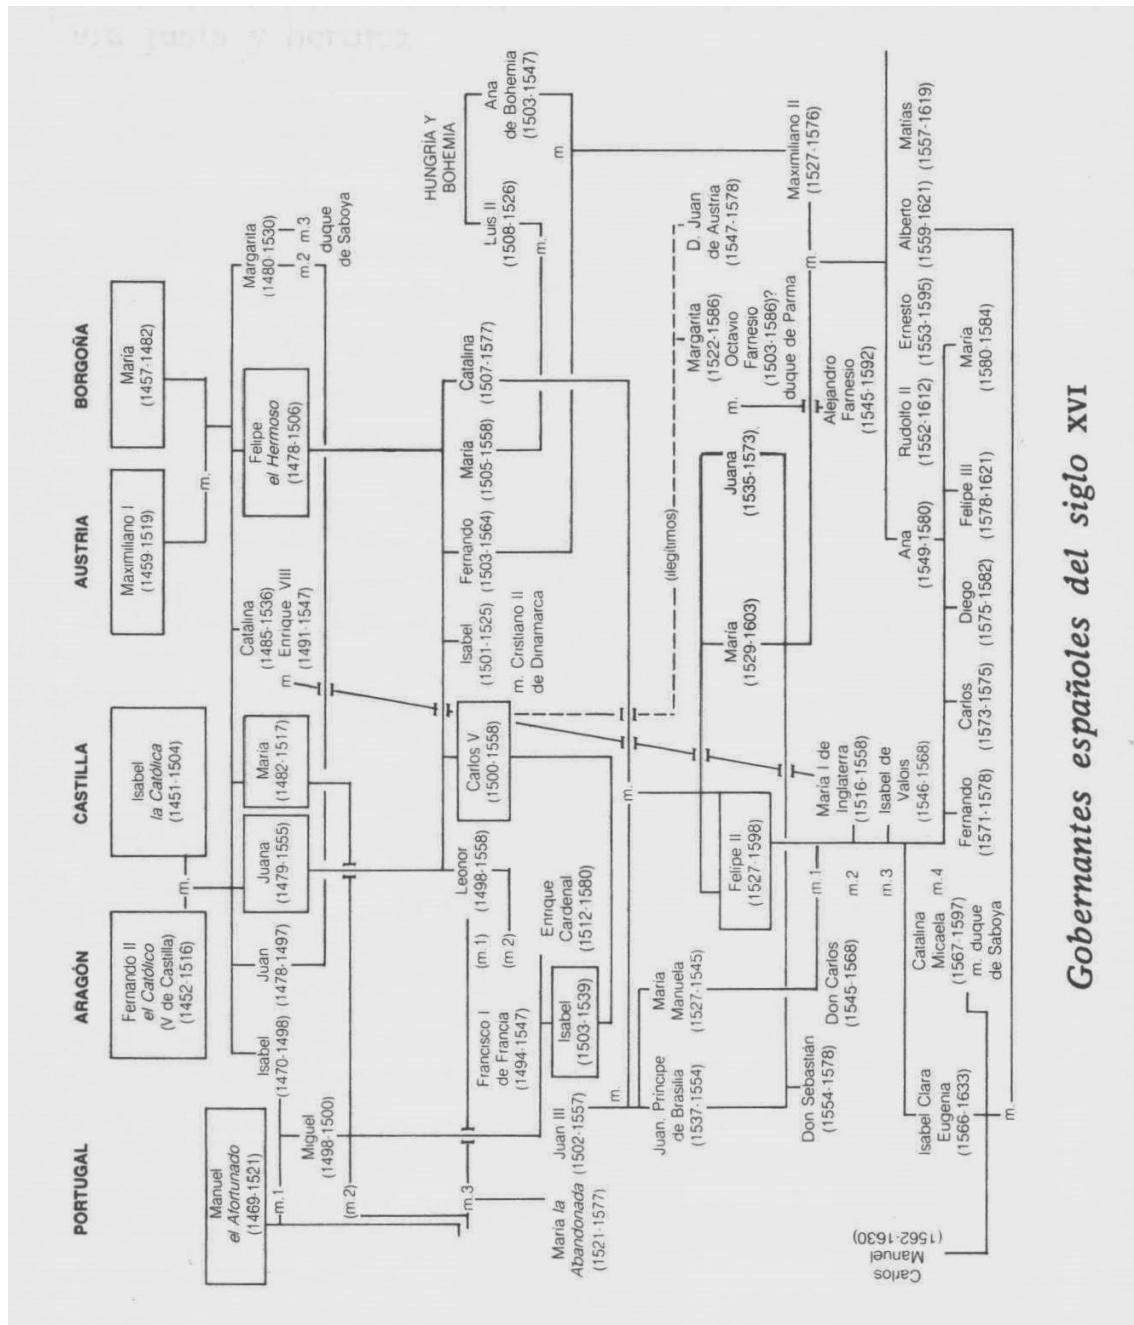 PORTUGAL
ARAGÓN
CASTILLA
AUSTRIA
BORGOÑA
Fernando II
el Católico
(V de Castilla)
(1452-1516)
m.
Isabel
la Católica
(1451-1504)
Maximiliano I
(1459-1519)
m.
María
(1457-1482)
Manuel
el Afortunado
(1469-1521)
m.1
Isabel
(1470-1498)
Juan
(1478-1497)
Juana
(1479-1555)
María
(1482-1517)
Catalina
(1485-1536)
m
Enrique VIII
(1491-1547)
Felipe
el Hermoso
(1478-1506)
Margarita
(1480-1530)
m.2
m.3
duque
de Saboya
Miguel
(1498-1500)
(m.2)
HUNGRÍA Y
BOHEMIA
m.3
Leonor
(1498-1558)
(m.1)
(m 2)
Francisco I
de Francia
(1494-1547)
Carlos V
(1500-1558)
Isabel
(1501-1525)
m. Cristiano II
de Dinamarca
Fernando
(1503-1564)
María
(1505-1558)
Catalina
(1507-1577)
Luis II
(1508-1526)
m.
Ana
de Bohemia
(1503-1547)
m
María la
Abandonada
(1521-1577)
Juan III
(1502-1557)
m.
Isabel
(1503-1539)
Enrique
Cardenal
(1512-1580)
m.
(ilegítimos)
Juan. Príncipe
de Brasilia
(1537-1554)
María
Manuela
(1527-1545)
Felipe II
(1527-1598)
María
(1529-1603)
Juana
(1535-1573)
Margarita
(1522-1586)
m.
Octavio
Farnesio
(1503-1586)?
duque de Parma
D. Juan
de Austria
(1547-1578)
Maximiliano II
(1527-1576)
m.
Don Sebastián
(1554-1578)
Don Carlos
(1545-1568)
m.1
m.2
m.3
m.4
María I de
Inglaterra
(1516-1558)
Isabel de
Valois
(1546-1568)
Alejandro
Farnesio
(1545-1592)
Carlos
Manuel
(1562-1630)
Isabel Clara
Eugenia
(1566-1633)
Catalina
Micaela
(1567-1597)
m. duque
de Saboya
Ana
(1549-1580)
Rudolfo II
(1552-1612)
Ernesto
(1553-1595)
Alberto
(1559-1621)
Matías
(1557-1619)
Fernando
(1571-1578)
Carlos
(1573-1575)
Diego
(1575-1582)
Felipe III
(1578-1621)
María
(1580-1584)
m.
Gobernantes españoles del siglo XVI